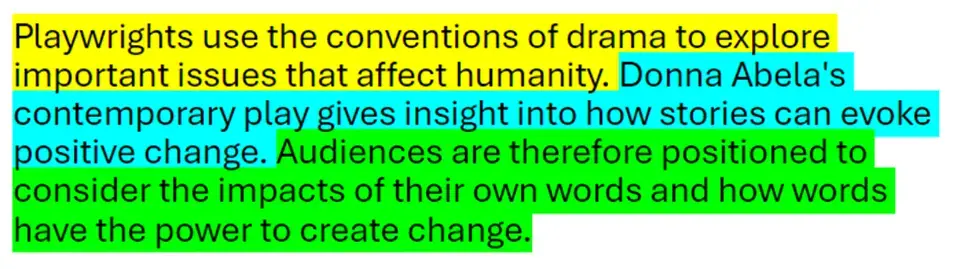 Playwrights use the conventions of drama to explore
important issues that affect humanity. Donna Abela's
contemporary play gives insight into how stories can evoke
positive change. Audiences are therefore positioned to
consider the impacts of their own words and how words
have the power to create change.